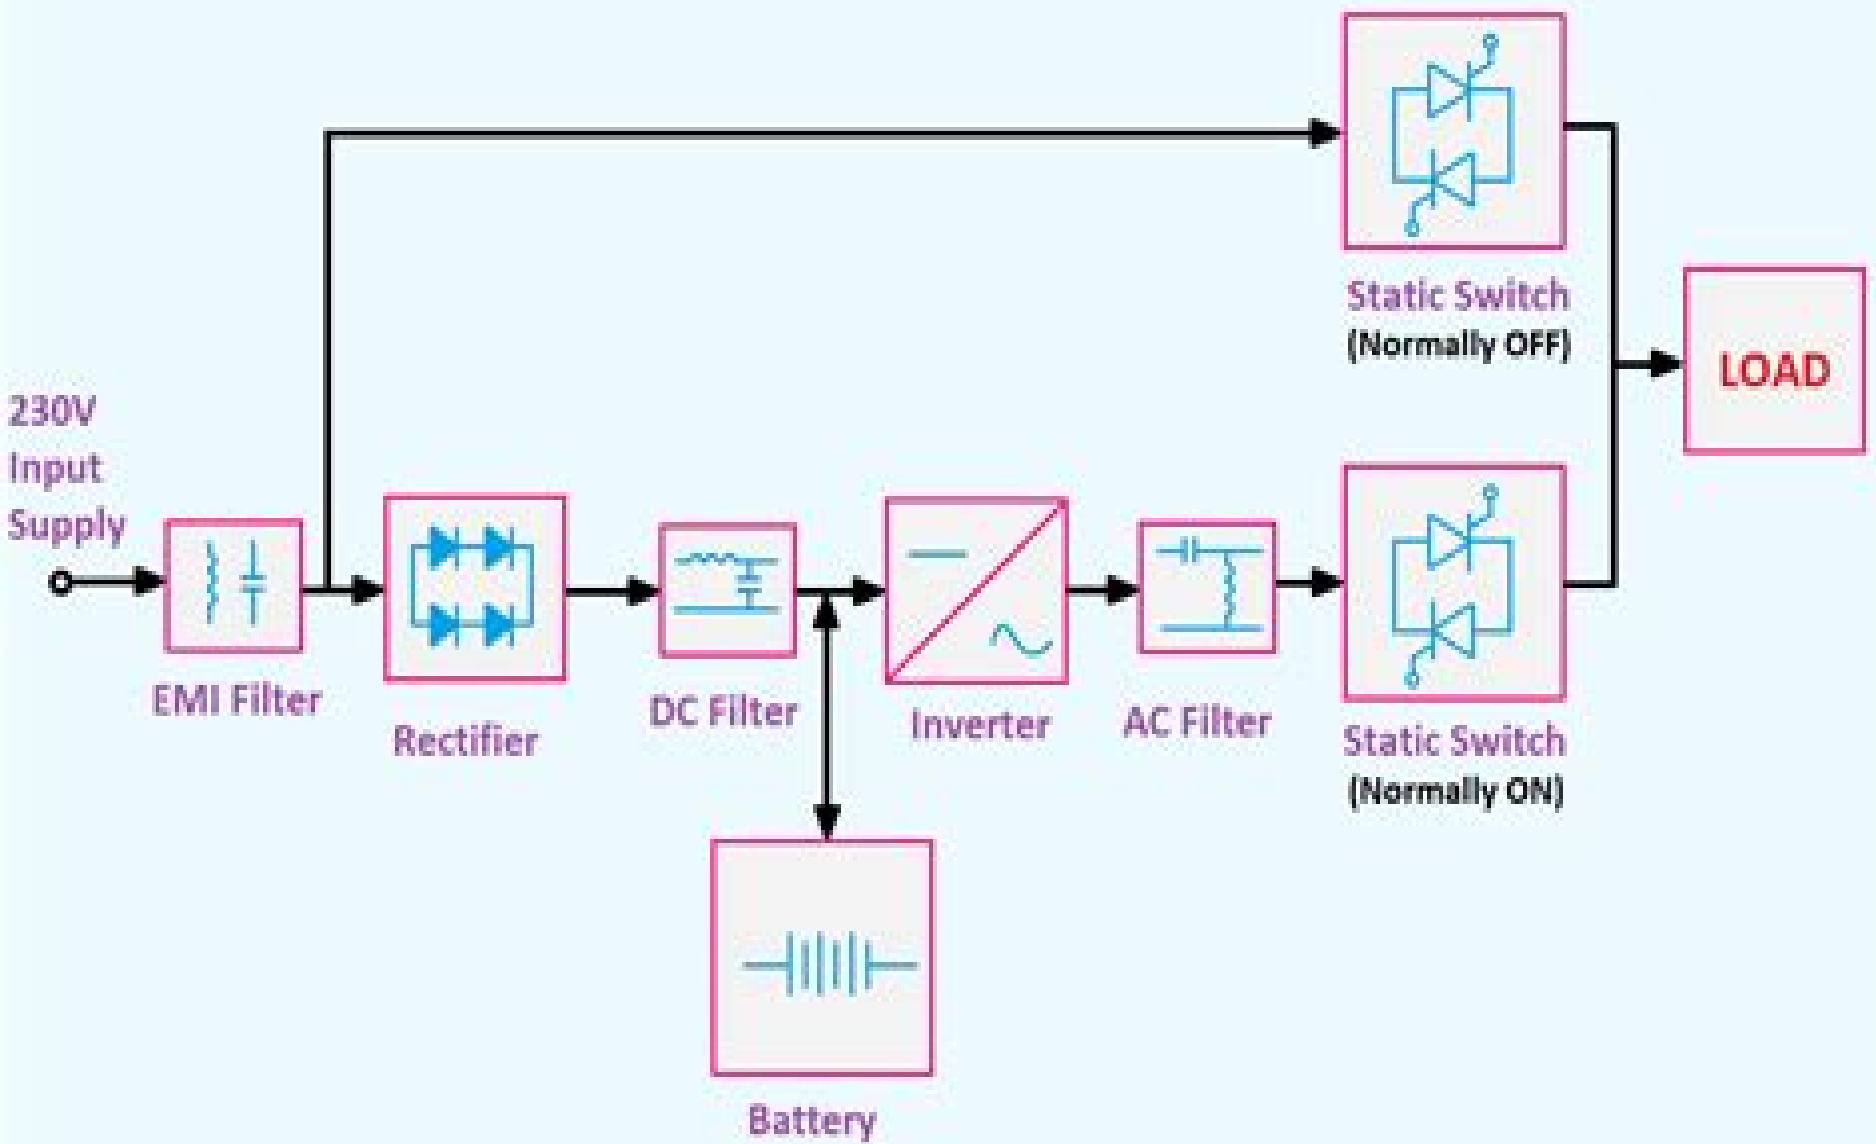 Static Switch
(Normally OFF)
LOAD
230V
Input
Supply
EMI Filter
Rectifier
DC Filter
Inverter
AC Filter
Static Switch
(Normally ON)
Battery